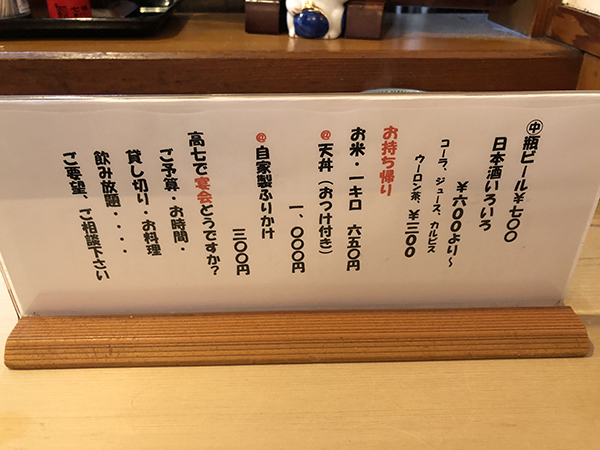 ㊥瓶ビール¥七〇〇
日本酒いろいろ
¥六〇〇より〜
コーラ、ジュース、カルピス
ウーロン茶、¥三〇〇
お持ち帰り
お米・一キロ 六五〇円
@天丼（おつけ付き）
一、〇〇〇円
@自家製ふりかけ
三〇〇円
高七で宴会どうですか?
ご予算・お時間・
貸し切り・お料理
飲み放題・・・・
ご要望、ご相談下さい